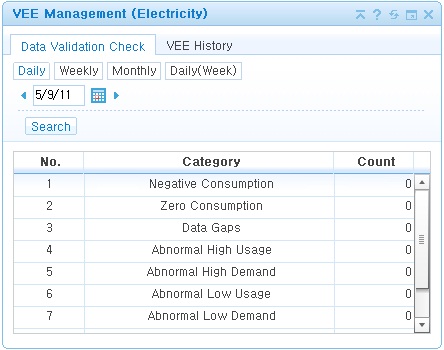 VEE Management (Electricity)
Data Validation Check VEE History
Daily Weekly Monthly Daily(Week)
5/9/11
Search
No. Category Count
1 Negative Consumption 0
2 Zero Consumption 0
3 Data Gaps 0
4 Abnormal High Usage 0
5 Abnormal High Demand 0
6 Abnormal Low Usage 0
7 Abnormal Low Demand 0